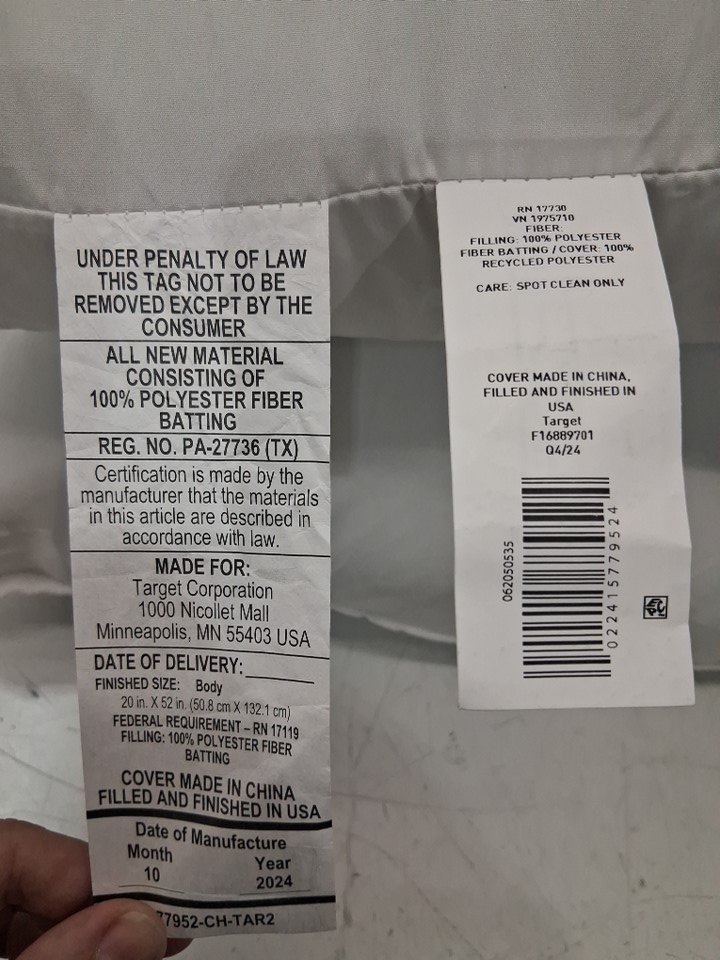 UNDER PENALTY OF LAW
THIS TAG NOT TO BE
REMOVED EXCEPT BY THE
CONSUMER
ALL NEW MATERIAL
CONSISTING OF
100% POLYESTER FIBER
BATTING
REG. NO. PA-27736 (TX)
Certification is made by the
manufacturer that the materials
in this article are described in
accordance with law.
MADE FOR:
Target Corporation
1000 Nicollet Mall
Minneapolis, MN 55403 USA
DATE OF DELIVERY:
FINISHED SIZE: Body
20 in. X 52 in. (50.8 cm X 132.1 cm)
FEDERAL REQUIREMENT – RN 17119
FILLING: 100% POLYESTER FIBER
BATTING
COVER MADE IN CHINA
FILLED AND FINISHED IN USA
Date of Manufacture
Month Year
10 2024
77952-CH-TAR2
RN 17730
VN 1975710
FIBER:
FILLING: 100% POLYESTER
FIBER BATTING / COVER: 100%
RECYCLED POLYESTER
CARE: SPOT CLEAN ONLY
COVER MADE IN CHINA,
FILLED AND FINISHED IN
USA
Target
F16889701
Q4/24
062050535
022415779524